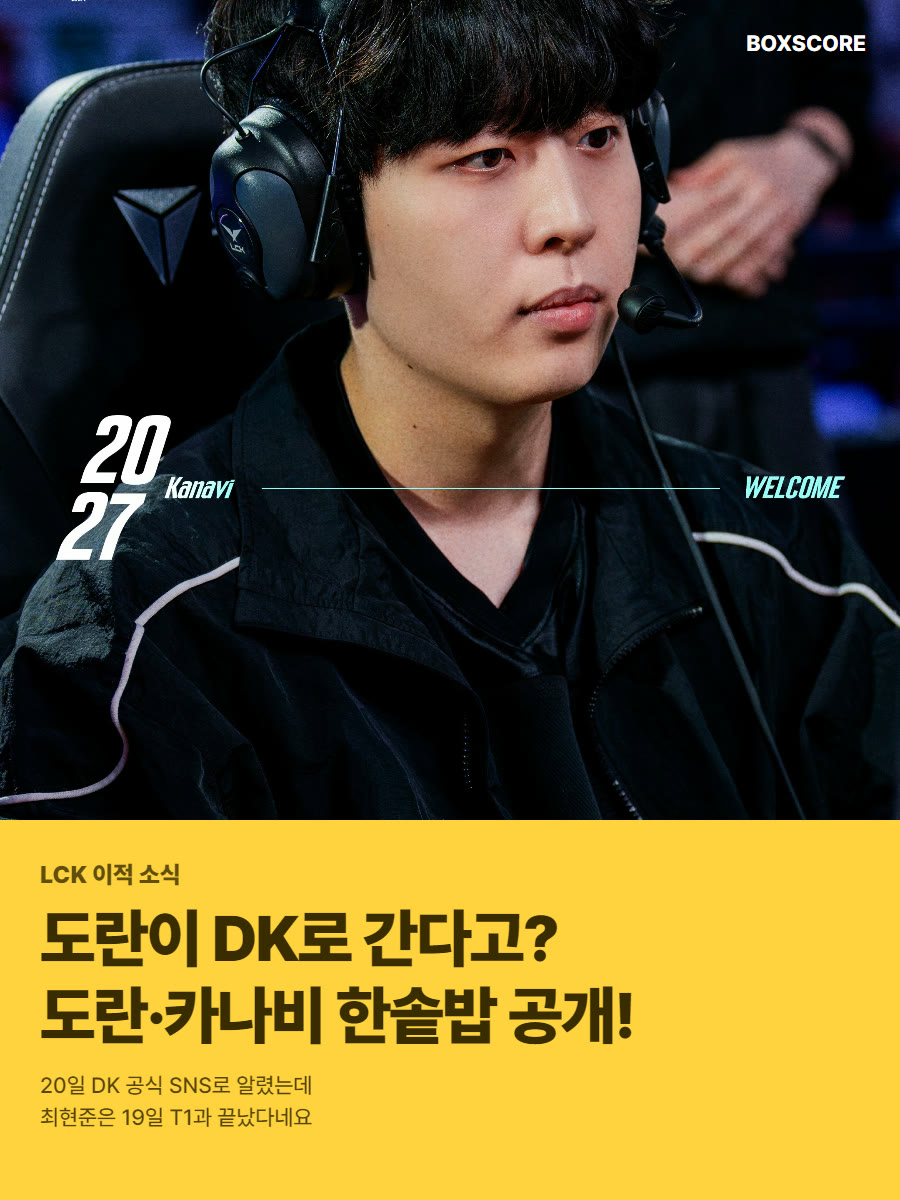 BOXSCORE
LCK
20
27
Kanavi
WELCOME
LCK 이적 소식
도란이 DK로 간다고?
도란·카나비 한솥밥 공개!
20일 DK 공식 SNS로 알렸는데
최현준은 19일 T1과 끝났다네요